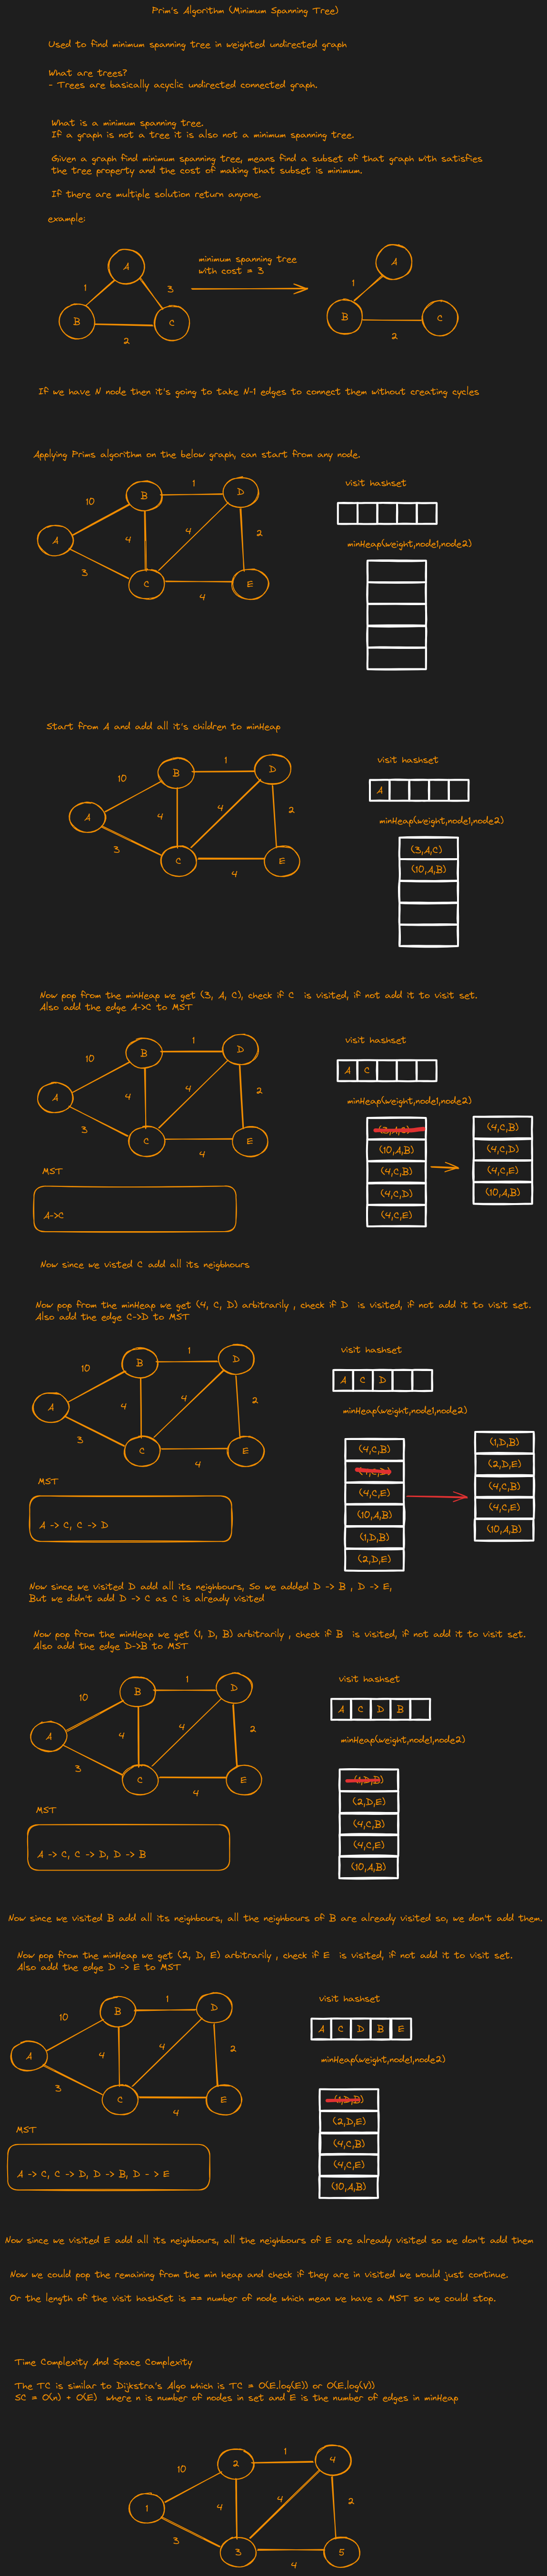 Prim's Algorithm (Minimum Spanning Tree)
Used to find minimum spanning tree in weighted undirected graph
What are trees?
- Trees are basically acyclic undirected connected graph.
What is a minimum spanning tree.
If a graph is not a tree it is also not a minimum spanning tree.
Given a graph find minimum spanning tree, means find a subset of that graph with satisfies
the tree property and the cost of making that subset is minimum.
If there are multiple solution return anyone.
example:
minimum spanning tree
with cost = 3
A
1
3
B
C
2
A
1
B
C
2
If we have N node then it's going to take N-1 edges to connect them without creating cycles
Applying Prims algorithm on the below graph, can start from any node.
visit hashset
minHeap(weight,node1,node2)
1
B
D
10
4
4
2
A
3
C
E
4
Start from A and add all it's children to minHeap
visit hashset
A
minHeap(weight,node1,node2)
(3,A,C)
(10,A,B)
1
B
D
10
4
4
2
A
3
C
E
4
Now pop from the minHeap we get (3, A, C), check if C is visited, if not add it to visit set.
Also add the edge A->C to MST
visit hashset
A C
minHeap(weight,node1,node2)
(3,A,C)
(10,A,B)
(4,C,B)
(4,C,D)
(4,C,E)
(4,C,B)
(4,C,D)
(4,C,E)
(10,A,B)
1
B
D
10
4
4
2
A
3
C
E
4
MST
A->C
Now since we visted C add all its neigbhours
Now pop from the minHeap we get (4, C, D) arbitrarily , check if D is visited, if not add it to visit set.
Also add the edge C->D to MST
visit hashset
A C D
minHeap(weight,node1,node2)
(4,C,B)
(4,C,D)
(4,C,E)
(10,A,B)
(1,D,B)
(2,D,E)
(1,D,B)
(2,D,E)
(4,C,B)
(4,C,E)
(10,A,B)
1
B
D
10
4
4
2
A
3
C
E
4
MST
A -> C, C -> D
Now since we visited D add all its neighbours, So we added D -> B , D -> E,
But we didn't add D -> C as C is already visited
Now pop from the minHeap we get (1, D, B) arbitrarily , check if B is visited, if not add it to visit set.
Also add the edge D->B to MST
visit hashset
A C D B
minHeap(weight,node1,node2)
(1,D,B)
(2,D,E)
(4,C,B)
(4,C,E)
(10,A,B)
1
B
D
10
4
4
2
A
3
C
E
4
MST
A -> C, C -> D, D -> B
Now since we visited B add all its neighbours, all the neighbours of B are already visited so, we don't add them.
Now pop from the minHeap we get (2, D, E) arbitrarily , check if E is visited, if not add it to visit set.
Also add the edge D -> E to MST
visit hashset
A C D B E
minHeap(weight,node1,node2)
(1,D,B)
(2,D,E)
(4,C,B)
(4,C,E)
(10,A,B)
1
B
D
10
4
4
2
A
3
C
E
4
MST
A -> C, C -> D, D -> B, D - > E
Now since we visited E add all its neighbours, all the neighbours of E are already visited so we don't add them
Now we could pop the remaining from the min heap and check if they are in visited we would just continue.
Or the length of the visit hashSet is == number of node which mean we have a MST so we could stop.
Time Complexity And Space Complexity
The TC is similar to Dijkstra's Algo which is TC = O(E.log(E)) or O(E.log(V))
SC = O(n) + O(E) where n is number of nodes in set and E is the number of edges in minHeap
1
2
4
10
4
4
2
1
3
3
5
4